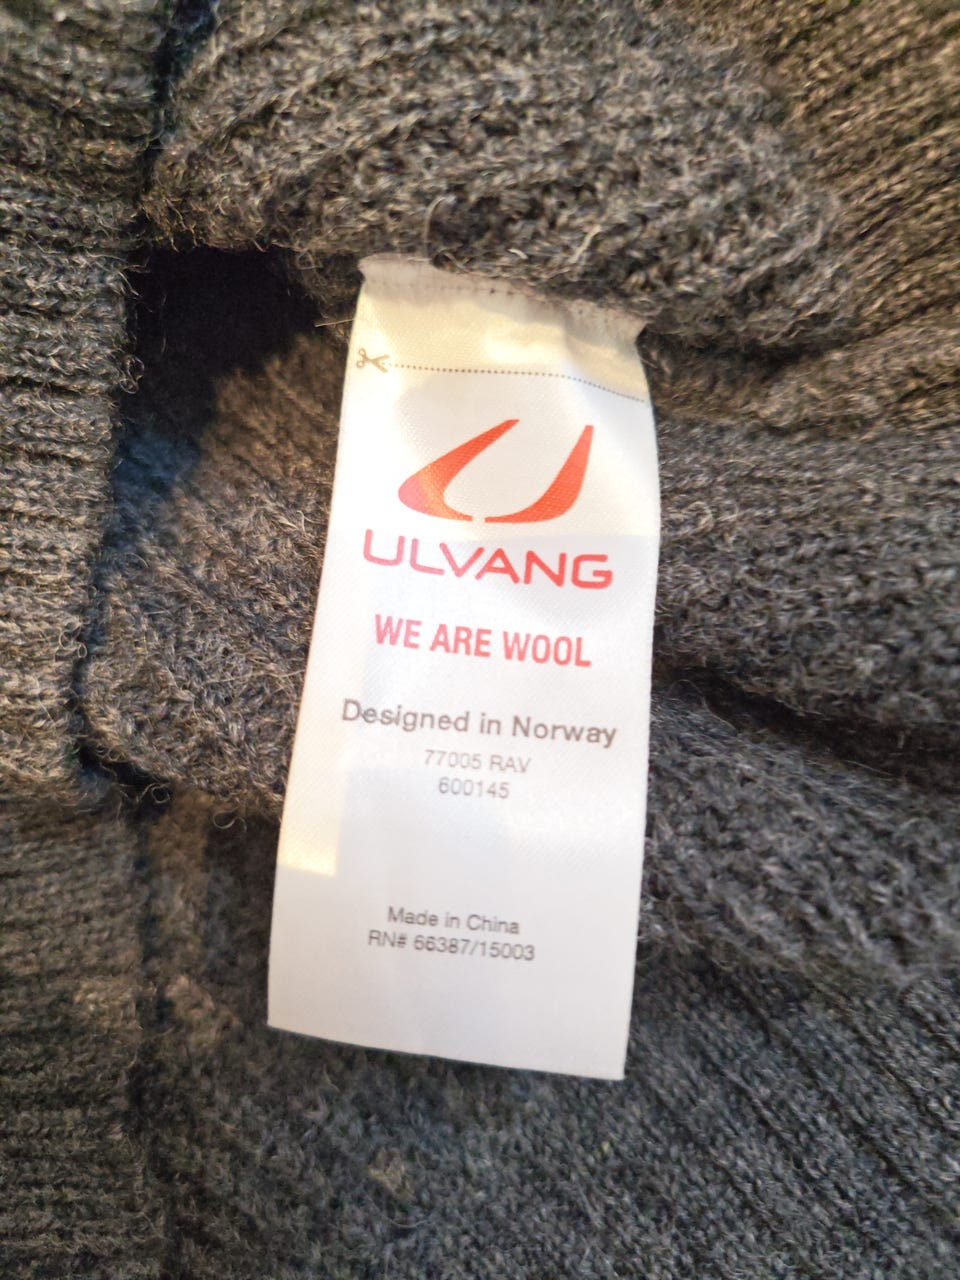 ULVANG
WE ARE WOOL
Designed in Norway
77005 RAV
600145
Made in China
RN# 66387/15003